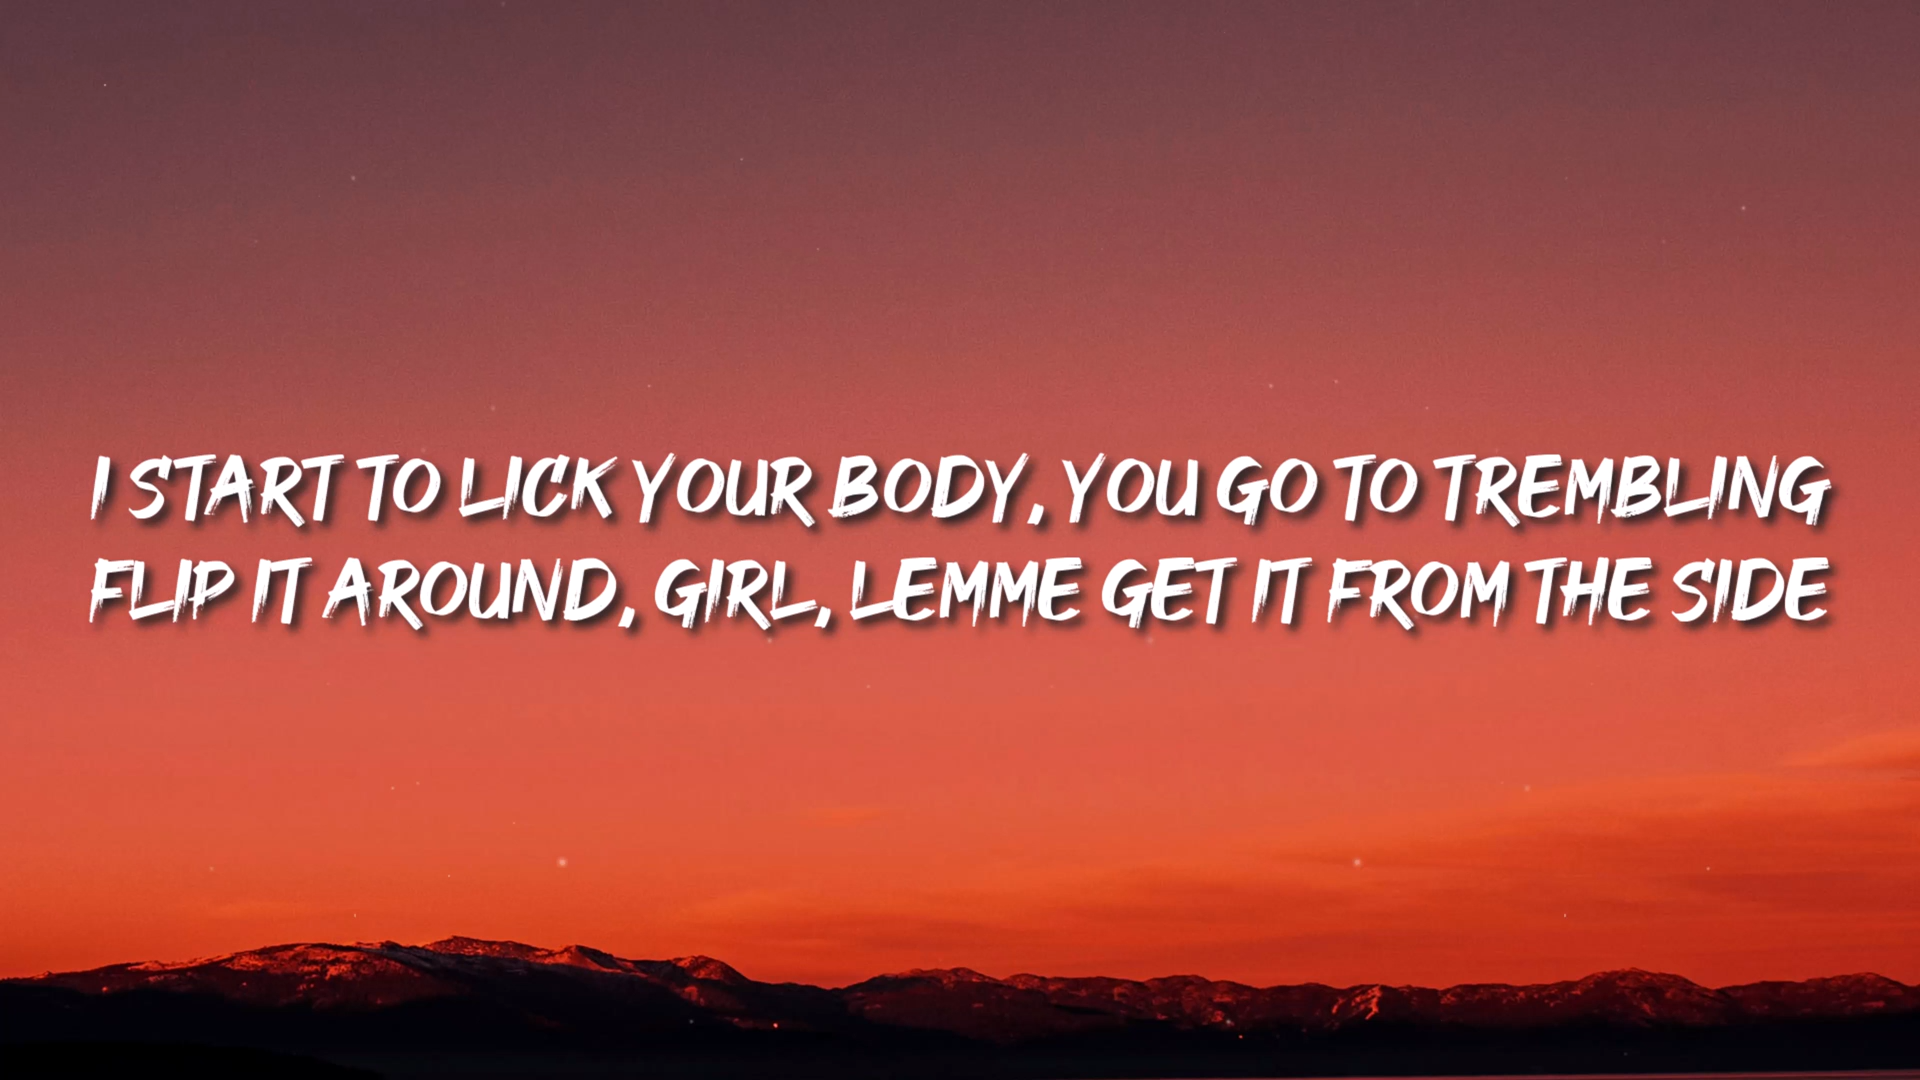 I START TO LICK YOUR BODY, YOU GO TO TREMBLING
FLIP IT AROUND, GIRL, LEMME GET IT FROM THE SIDE